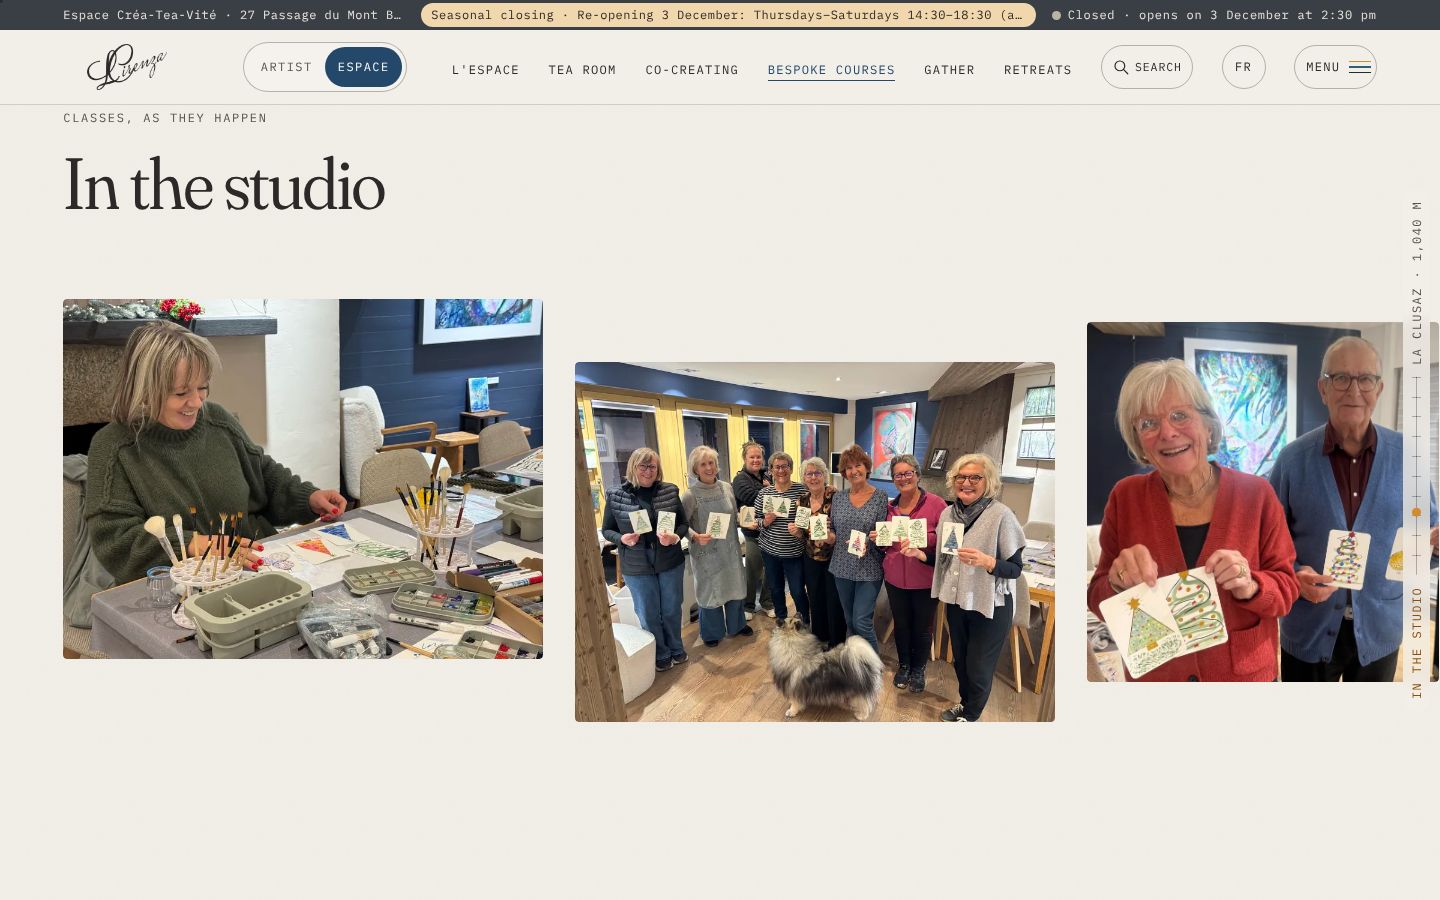 Espace Créa-Tea-Vité · 27 Passage du Mont B…
Seasonal closing · Re-opening 3 December: Thursdays–Saturdays 14:30–18:30 (a…
Closed · opens on 3 December at 2:30 pm
Lisenza
ARTIST
ESPACE
L'ESPACE
TEA ROOM
CO-CREATING
BESPOKE COURSES
GATHER
RETREATS
SEARCH
FR
MENU
CLASSES, AS THEY HAPPEN
In the studio
LA CLUSAZ · 1,040 M
IN THE STUDIO